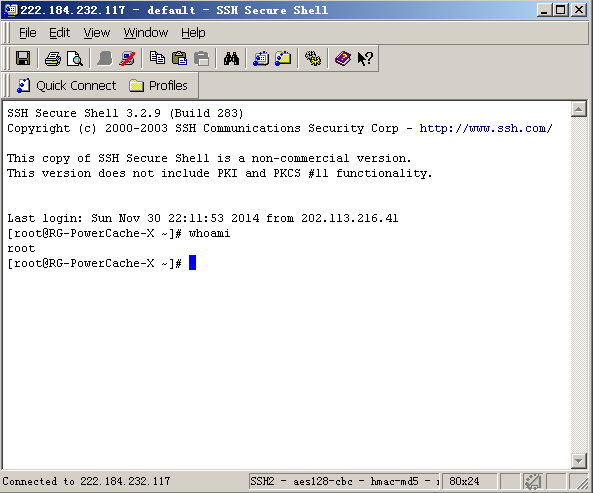 222.184.232.117 - default - SSH Secure Shell
File Edit View Window Help
Quick Connect Profiles
SSH Secure Shell 3.2.9 (Build 283)
Copyright (c) 2000-2003 SSH Communications Security Corp - http://www.ssh.com/
This copy of SSH Secure Shell is a non-commercial version.
This version does not include PKI and PKCS #11 functionality.
Last login: Sun Nov 30 22:11:53 2014 from 202.113.216.41
[root@RG-PowerCache-X ~]# whoami
root
[root@RG-PowerCache-X ~]#
Connected to 222.184.232.117 SSH2 - aes128-cbc - hmac-md5 - 80x24